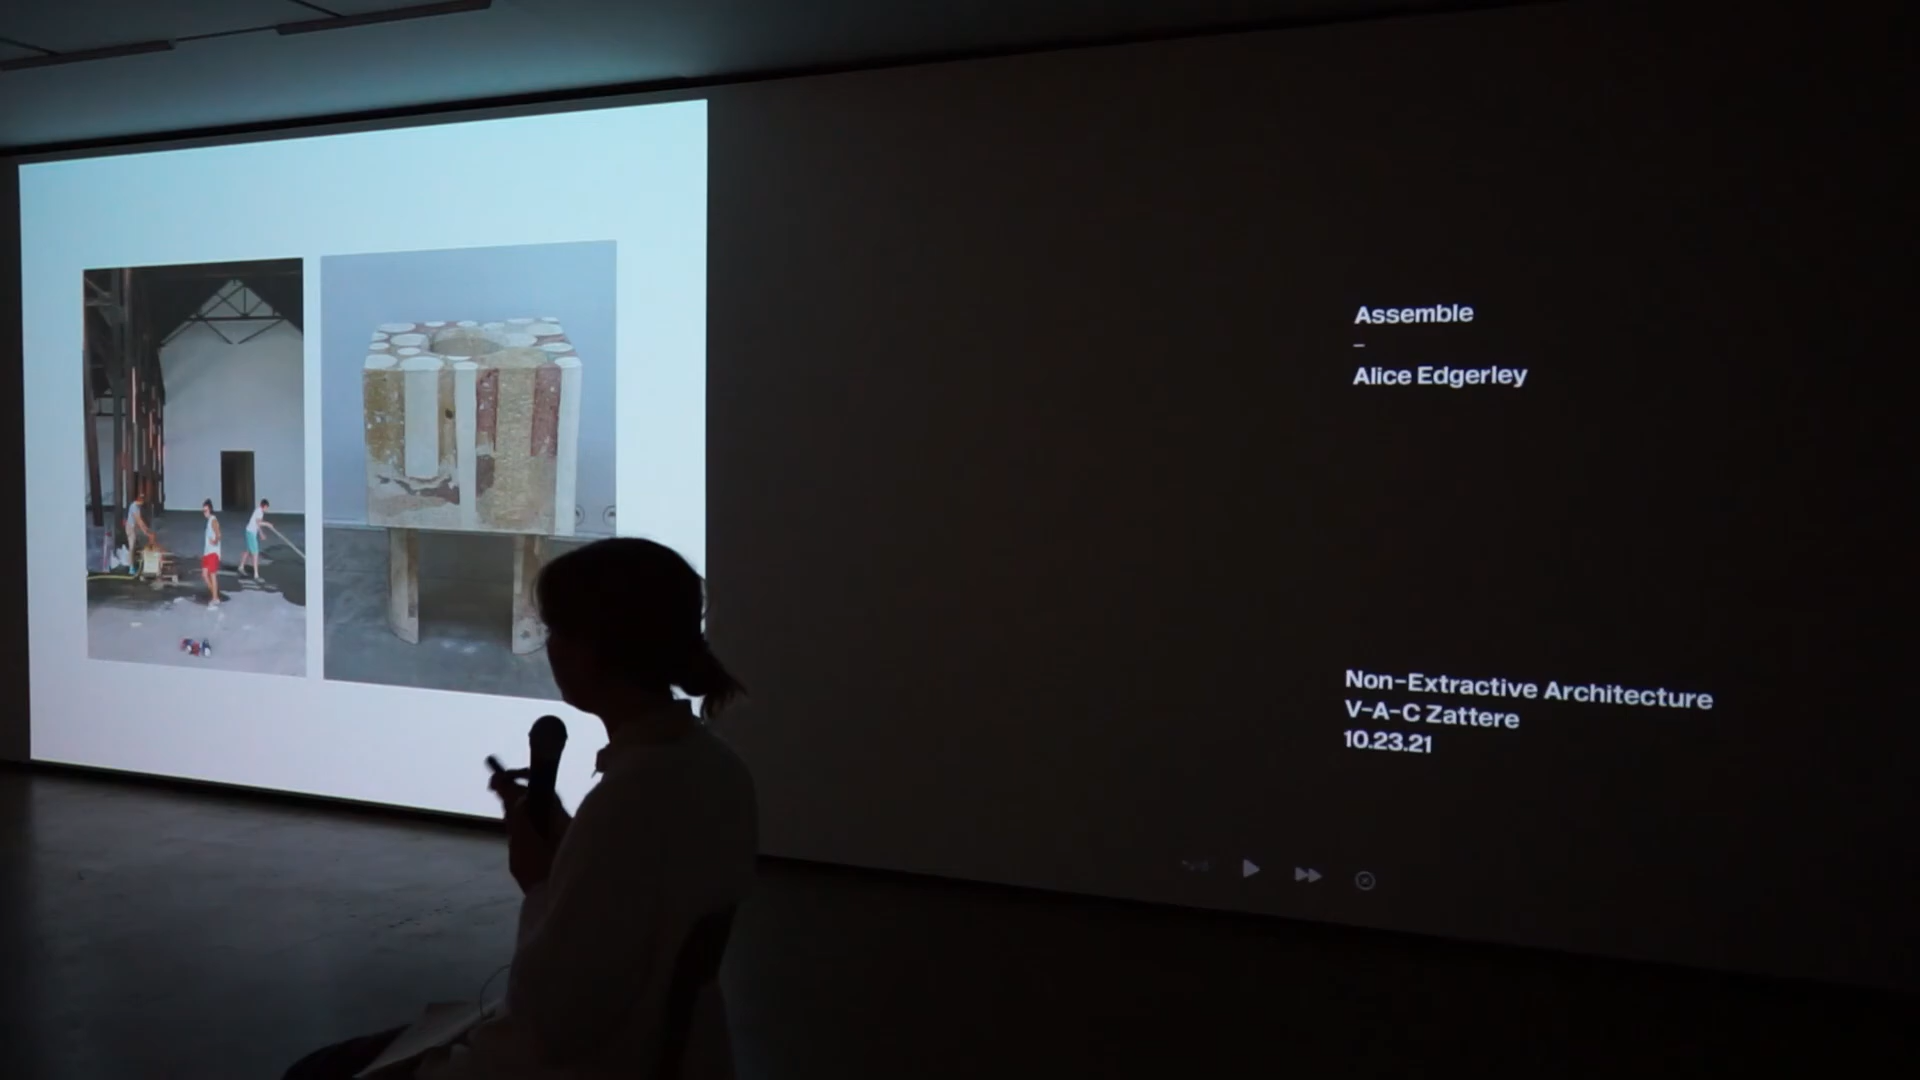 Assemble
–
Alice Edgerley
Non-Extractive Architecture
V-A-C Zattere
10.23.21